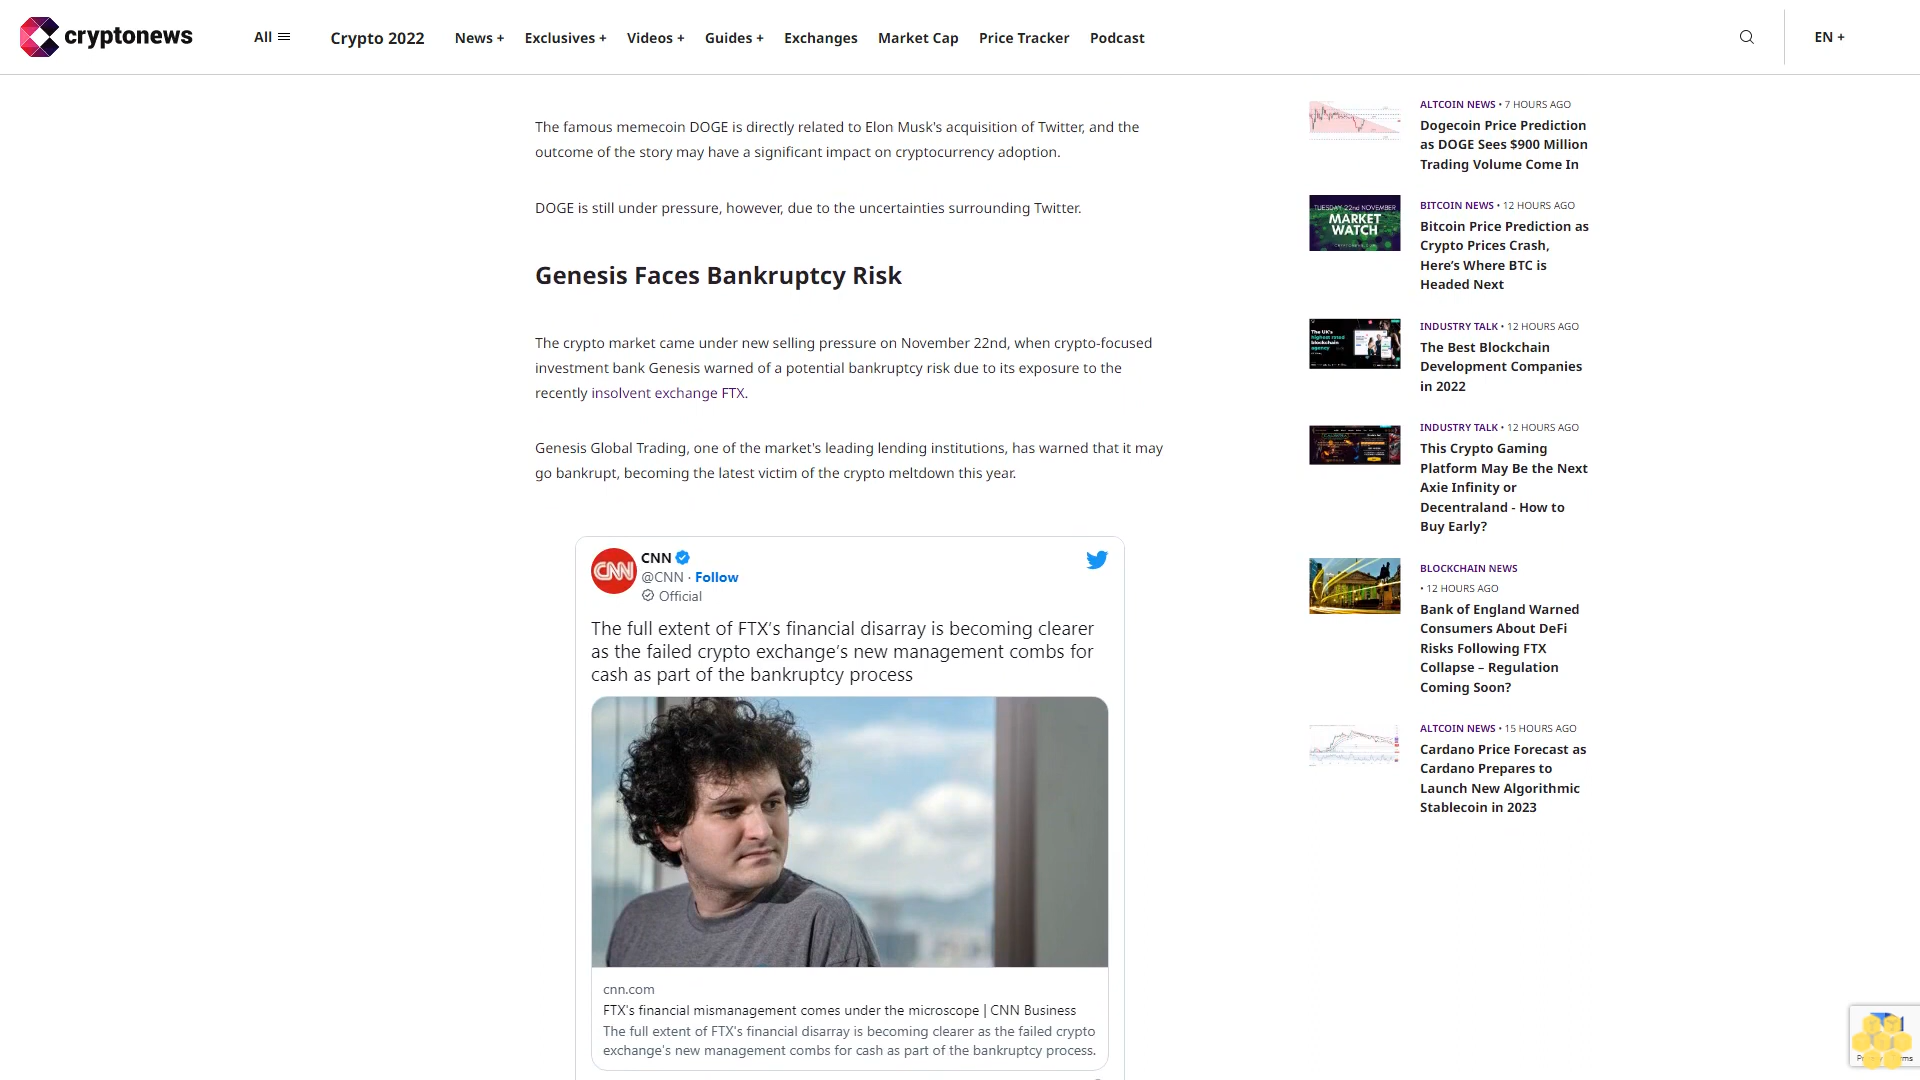 cryptonews
All
Crypto 2022
News +
Exclusives +
Videos +
Guides +
Exchanges
Market Cap
Price Tracker
Podcast
EN +
The famous memecoin DOGE is directly related to Elon Musk's acquisition of Twitter, and the
outcome of the story may have a significant impact on cryptocurrency adoption.
DOGE is still under pressure, however, due to the uncertainties surrounding Twitter.
Genesis Faces Bankruptcy Risk
The crypto market came under new selling pressure on November 22nd, when crypto-focused
investment bank Genesis warned of a potential bankruptcy risk due to its exposure to the
recently insolvent exchange FTX.
Genesis Global Trading, one of the market's leading lending institutions, has warned that it may
go bankrupt, becoming the latest victim of the crypto meltdown this year.
CNN
CNN
@CNN · Follow
Official
The full extent of FTX's financial disarray is becoming clearer
as the failed crypto exchange's new management combs for
cash as part of the bankruptcy process
cnn.com
FTX's financial mismanagement comes under the microscope | CNN Business
The full extent of FTX's financial disarray is becoming clearer as the failed crypto
exchange's new management combs for cash as part of the bankruptcy process.
ALTCOIN NEWS • 7 HOURS AGO
Dogecoin Price Prediction
as DOGE Sees $900 Million
Trading Volume Come In
TUESDAY 22nd NOVEMBER
MARKET
WATCH
BITCOIN NEWS • 12 HOURS AGO
Bitcoin Price Prediction as
Crypto Prices Crash,
Here's Where BTC is
Headed Next
The UK's
highest rated
blockchain
agency
INDUSTRY TALK • 12 HOURS AGO
The Best Blockchain
Development Companies
in 2022
INDUSTRY TALK • 12 HOURS AGO
This Crypto Gaming
Platform May Be the Next
Axie Infinity or
Decentraland - How to
Buy Early?
BLOCKCHAIN NEWS
• 12 HOURS AGO
Bank of England Warned
Consumers About DeFi
Risks Following FTX
Collapse – Regulation
Coming Soon?
ALTCOIN NEWS • 15 HOURS AGO
Cardano Price Forecast as
Cardano Prepares to
Launch New Algorithmic
Stablecoin in 2023